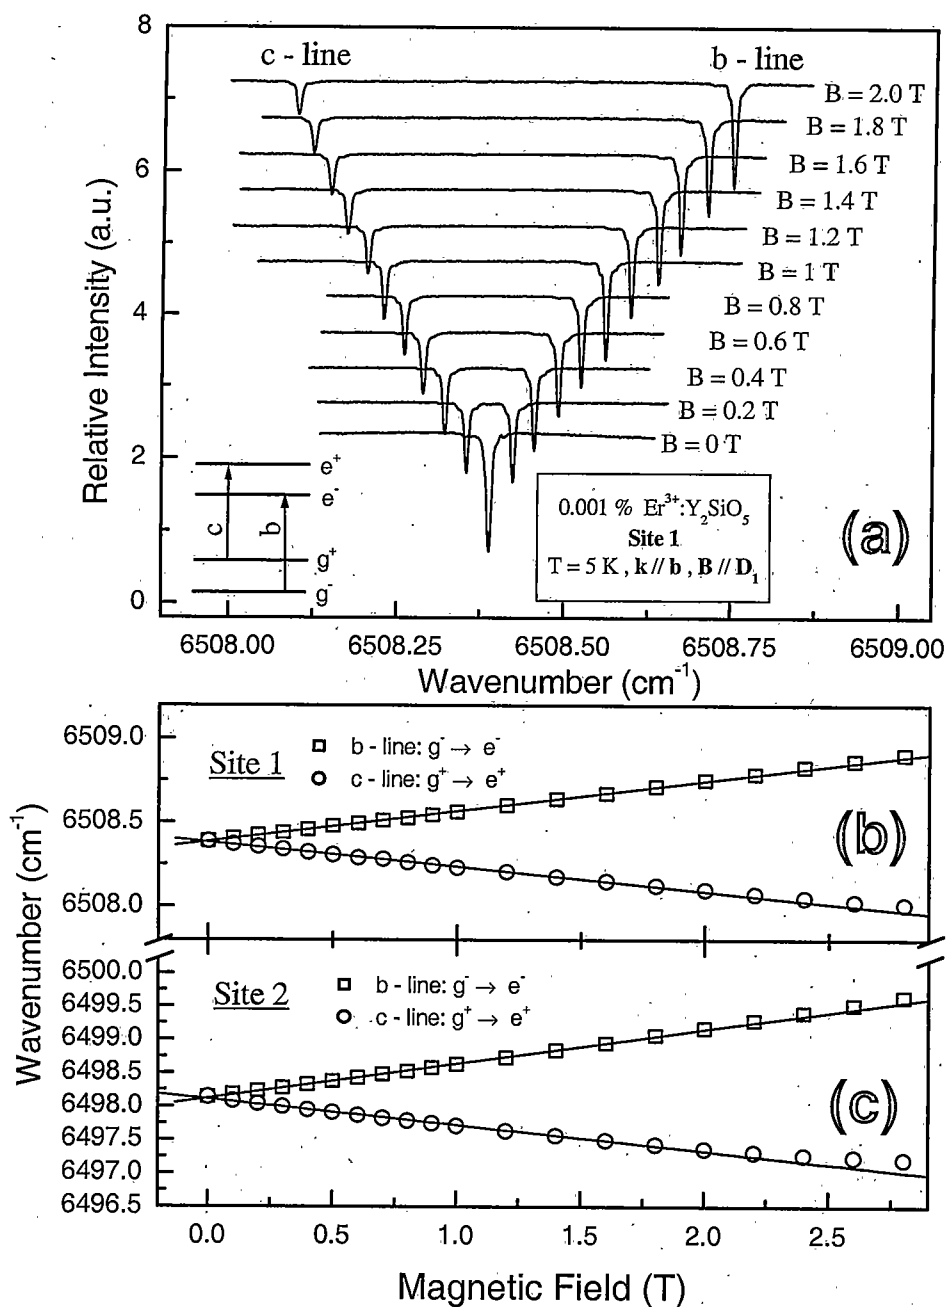 8
c - line
b - line
B = 2.0 T
B = 1.8 T
6
B = 1.6 T
B = 1.4 T
B = 1.2 T
B = 1 T
4
B = 0.8 T
B = 0.6 T
B = 0.4 T
B = 0.2 T
B = 0 T
2
0
Relative Intensity (a.u.)
e+
e-
c
b
g+
g-
0.001 % Er3+:Y2SiO5
Site 1
T = 5 K , k // b , B // D1
(a)
6508.00 6508.25 6508.50 6508.75 6509.00
Wavenumber (cm-1)
6509.0
6508.5
6508.0
Site 1
b - line: g- → e-
c - line: g+ → e+
(b)
6500.0
6499.5
6499.0
6498.5
6498.0
6497.5
6497.0
6496.5
Wavenumber (cm-1)
Site 2
b - line: g- → e-
c - line: g+ → e+
(c)
0.0 0.5 1.0 1.5 2.0 2.5
Magnetic Field (T)